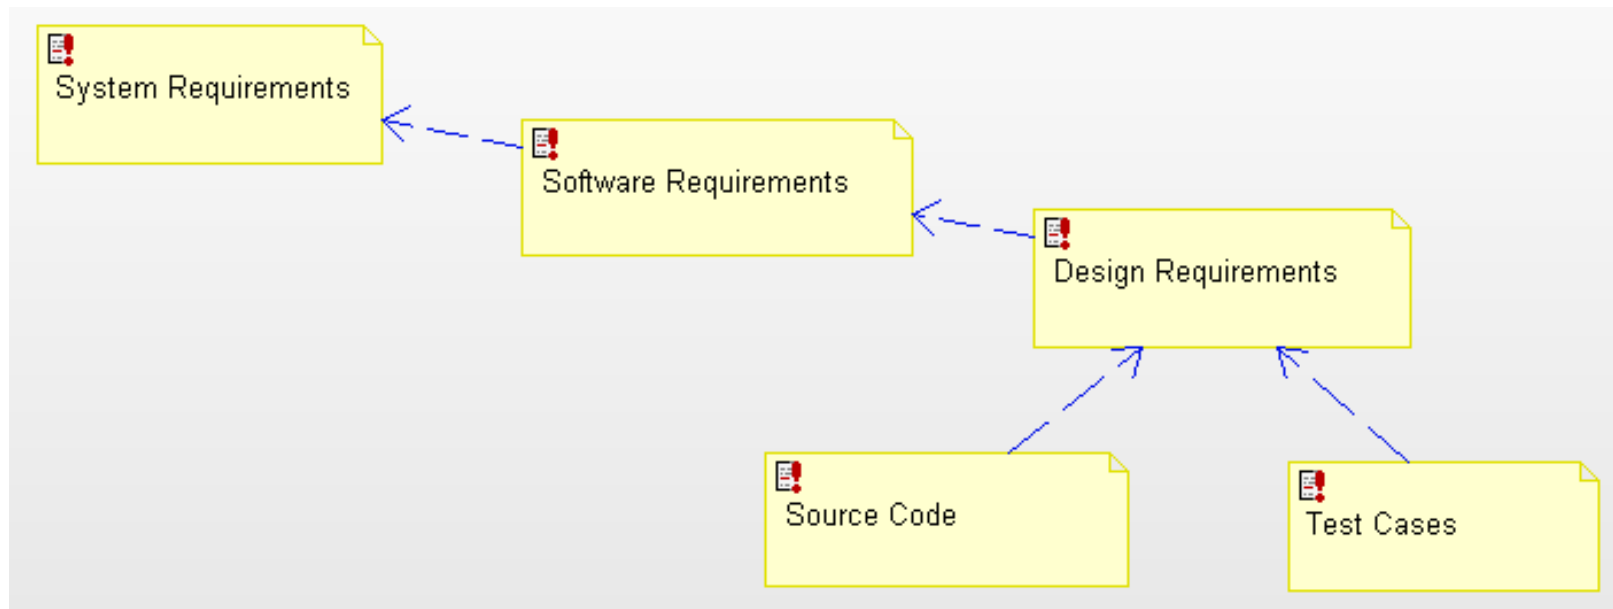 System Requirements
Software Requirements
Design Requirements
Source Code
Test Cases